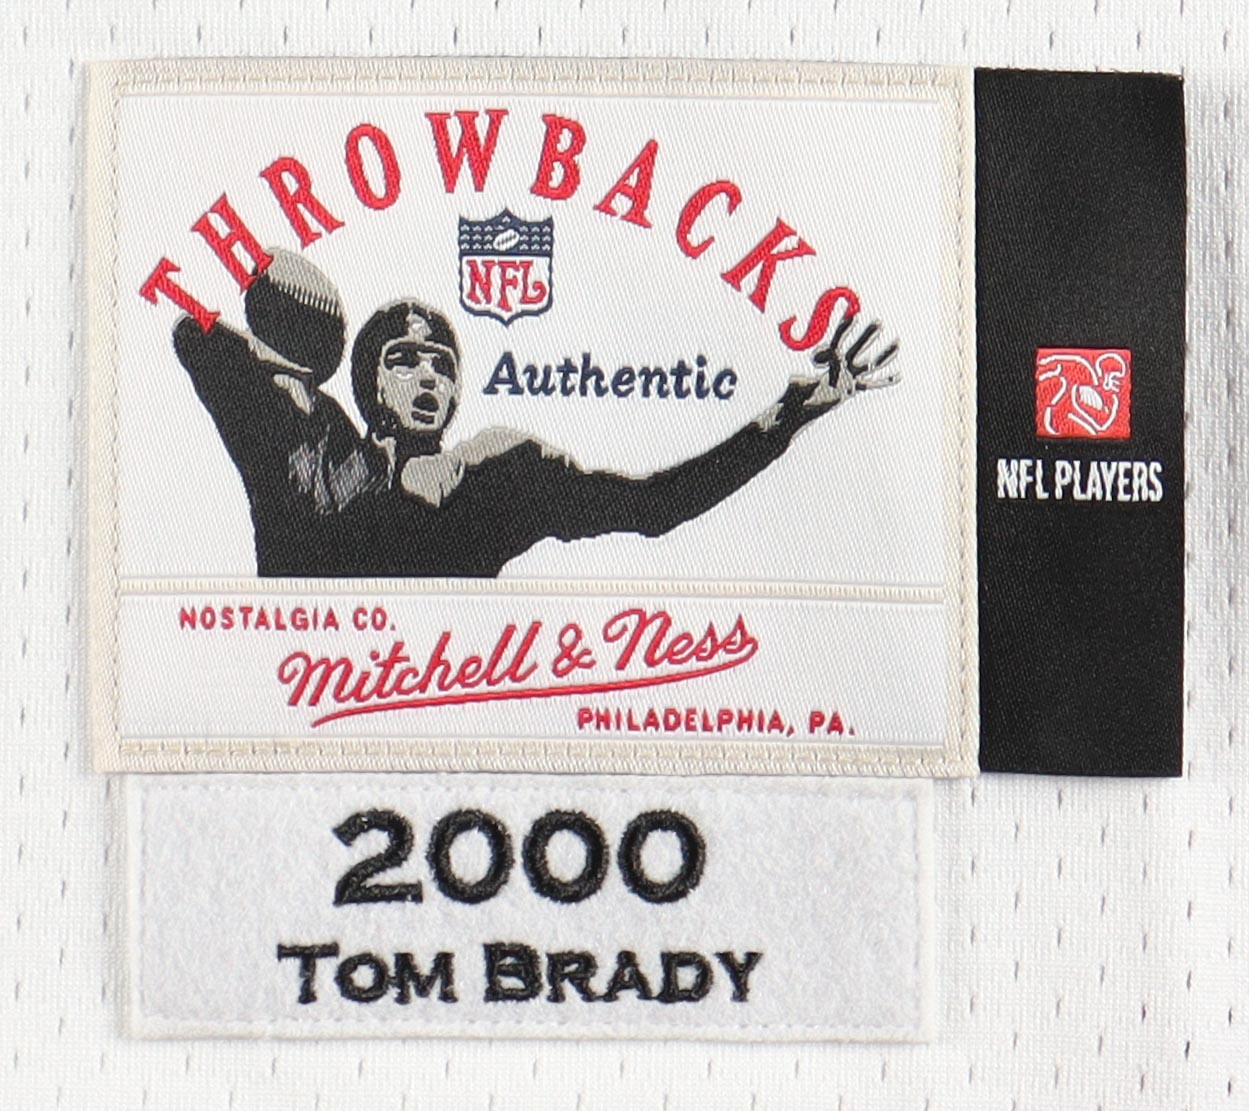 THROWBACKS
NFL
Authentic
NFL PLAYERS
NOSTALGIA CO.
Mitchell & Ness
PHILADELPHIA, PA.
2000
TOM BRADY